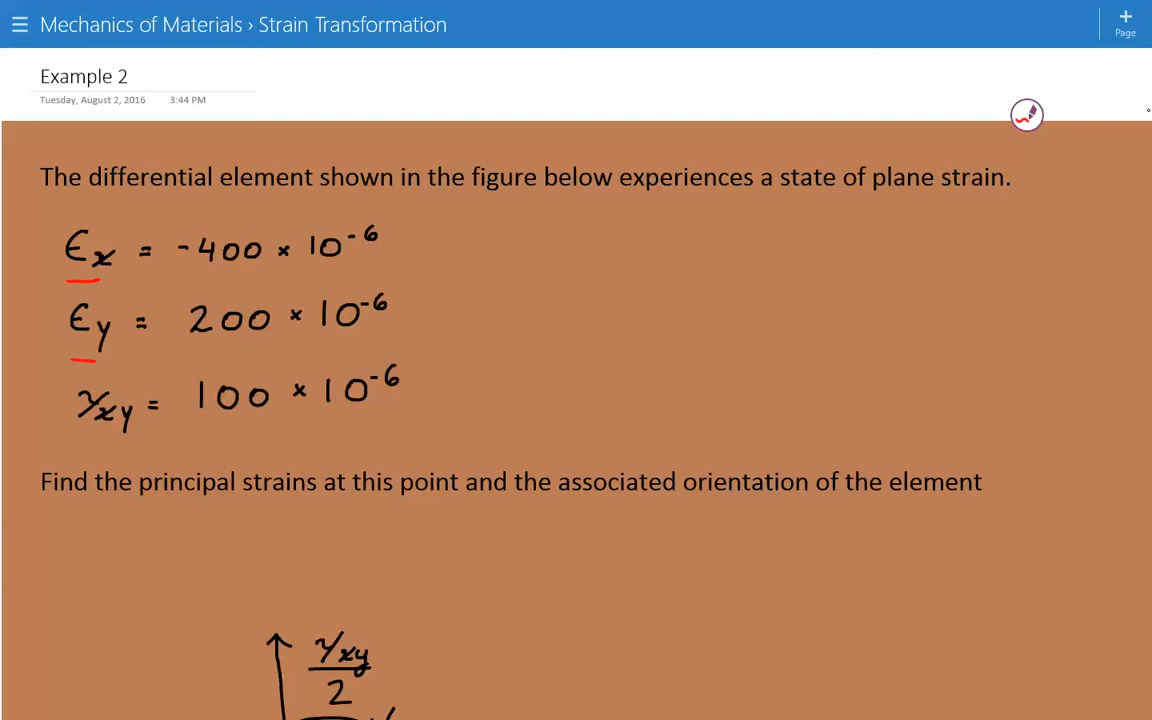 Mechanics of Materials › Strain Transformation
Page
Example 2
Tuesday, August 2, 2016 3:44 PM
The differential element shown in the figure below experiences a state of plane strain.
ϵx = -400 × 10^-6
ϵy = 200 × 10^-6
γxy = 100 × 10^-6
Find the principal strains at this point and the associated orientation of the element
γxy
2